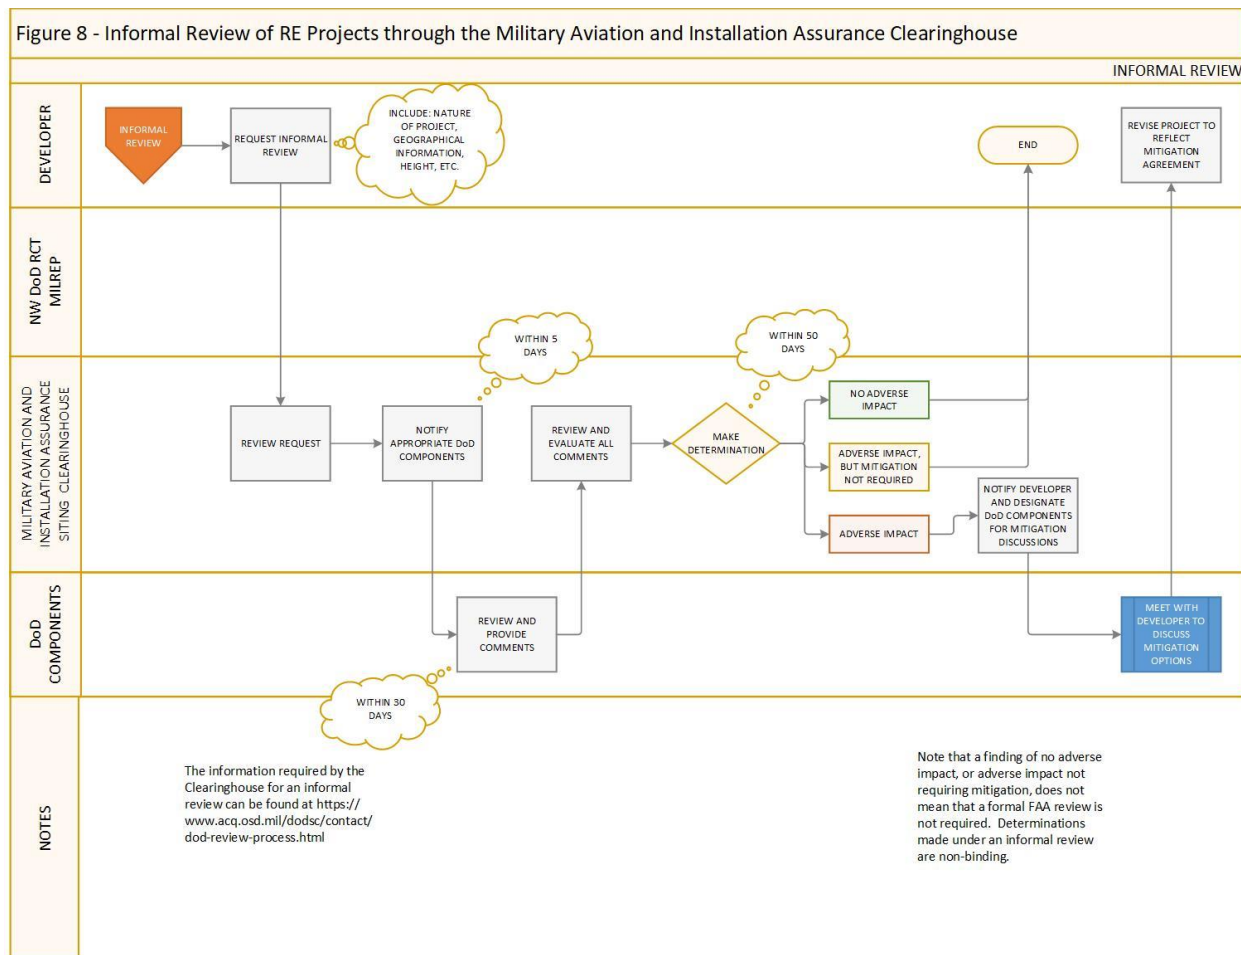 Figure 8 - Informal Review of RE Projects through the Military Aviation and Installation Assurance Clearinghouse
INFORMAL REVIEW
DEVELOPER
INFORMAL
REVIEW
REQUEST INFORMAL
REVIEW
INCLUDE: NATURE
OF PROJECT,
GEOGRAPHICAL
INFORMATION,
HEIGHT, ETC.
END
REVISE PROJECT TO
REFLECT
MITIGATION
AGREEMENT
NW DoD RCT
MILREP
WITHIN 5
DAYS
WITHIN 50
DAYS
MILITARY AVIATION AND
INSTALLATION ASSURANCE
SITING CLEARINGHOUSE
REVIEW REQUEST
NOTIFY
APPROPRIATE DoD
COMPONENTS
REVIEW AND
EVALUATE ALL
COMMENTS
MAKE
DETERMINATION
NO ADVERSE
IMPACT
ADVERSE IMPACT,
BUT MITIGATION
NOT REQUIRED
ADVERSE IMPACT
NOTIFY DEVELOPER
AND DESIGNATE
DoD COMPONENTS
FOR MITIGATION
DISCUSSIONS
DoD
COMPONENTS
REVIEW AND
PROVIDE
COMMENTS
MEET WITH
DEVELOPER TO
DISCUSS
MITIGATION
OPTIONS
WITHIN 30
DAYS
NOTES
The information required by the
Clearinghouse for an informal
review can be found at https://
www.acq.osd.mil/dodsc/contact/
dod-review-process.html
Note that a finding of no adverse
impact, or adverse impact not
requiring mitigation, does not
mean that a formal FAA review is
not required.  Determinations
made under an informal review
are non-binding.